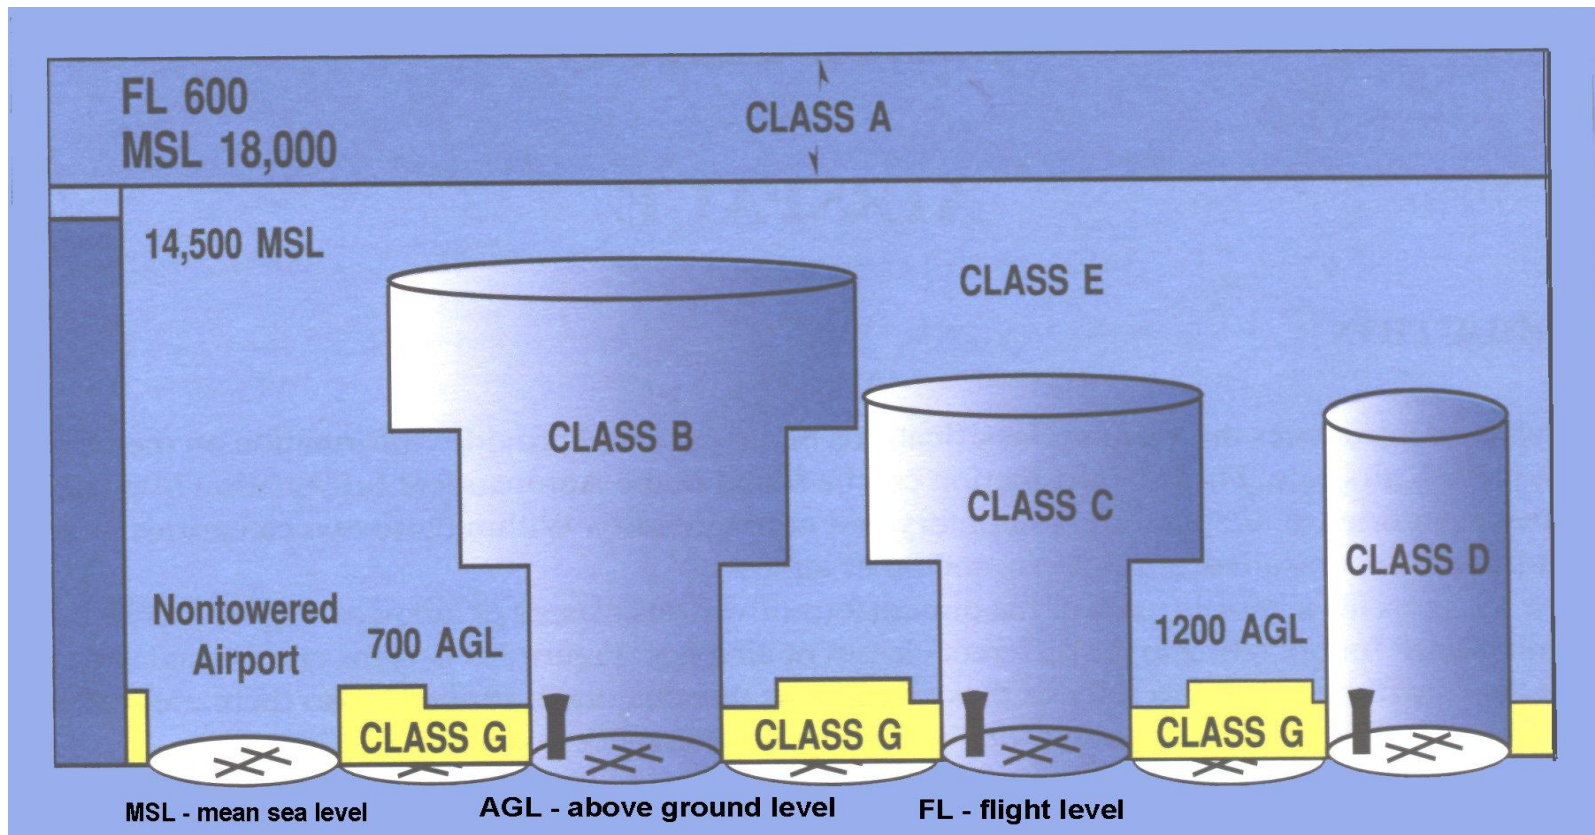 FL 600
MSL 18,000
CLASS A
14,500 MSL
CLASS E
CLASS B
CLASS C
CLASS D
Nontowered
Airport
700 AGL
1200 AGL
CLASS G
CLASS G
CLASS G
MSL - mean sea level
AGL - above ground level
FL - flight level